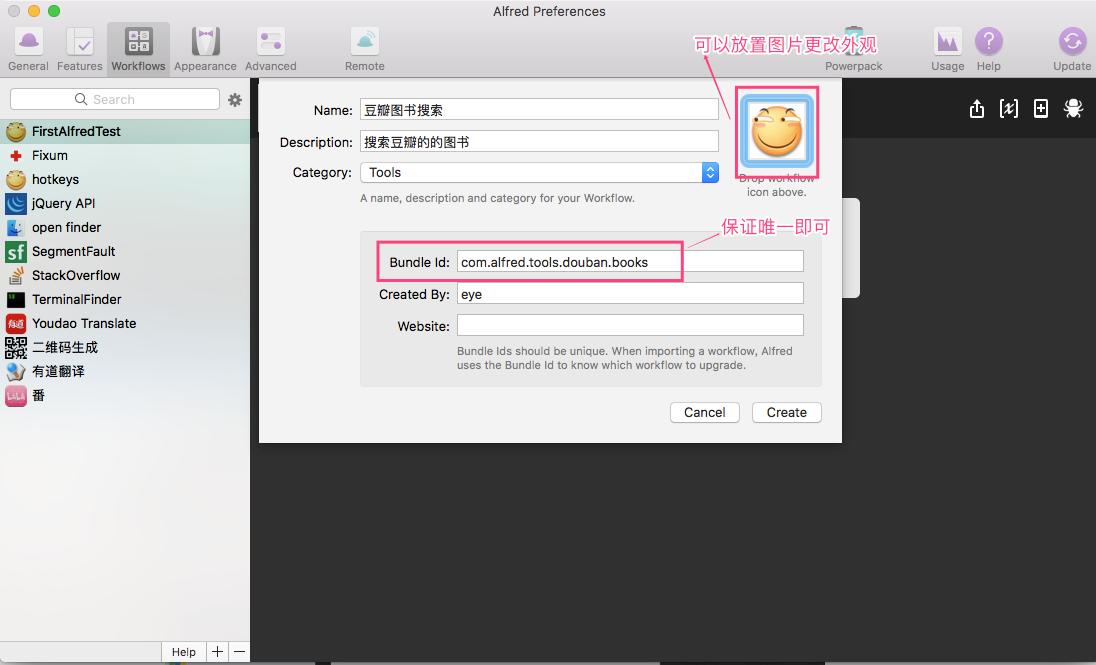 Alfred Preferences
General
Features
Workflows
Appearance
Advanced
Remote
Powerpack
Usage
Help
Update
可以放置图片更改外观
Search
FirstAlfredTest
Fixum
hotkeys
jQuery API
open finder
sf SegmentFault
StackOverflow
TerminalFinder
有道 Youdao Translate
二维码生成
有道翻译
LaLa 番
Help
Name: 豆瓣图书搜索
Description: 搜索豆瓣的的图书
Category: Tools
A name, description and category for your Workflow.
Drop workflow
icon above.
保证唯一即可
Bundle Id: com.alfred.tools.douban.books
Created By: eye
Website:
Bundle Ids should be unique. When importing a workflow, Alfred
uses the Bundle Id to know which workflow to upgrade.
Cancel
Create